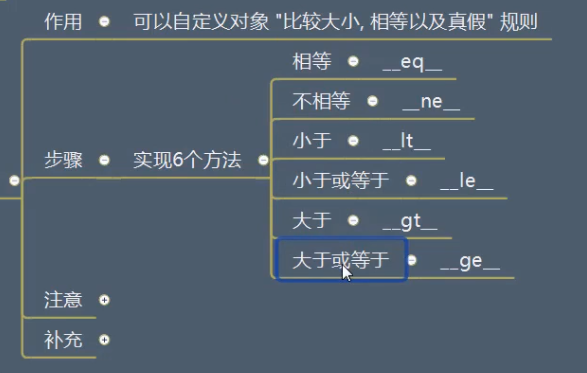 作用 可以自定义对象 "比较大小, 相等以及真假" 规则
相等 __eq__
不相等 __ne__
小于 __lt__
步骤 实现6个方法
小于或等于 __le__
大于 __gt__
大于或等于 __ge__
注意
补充